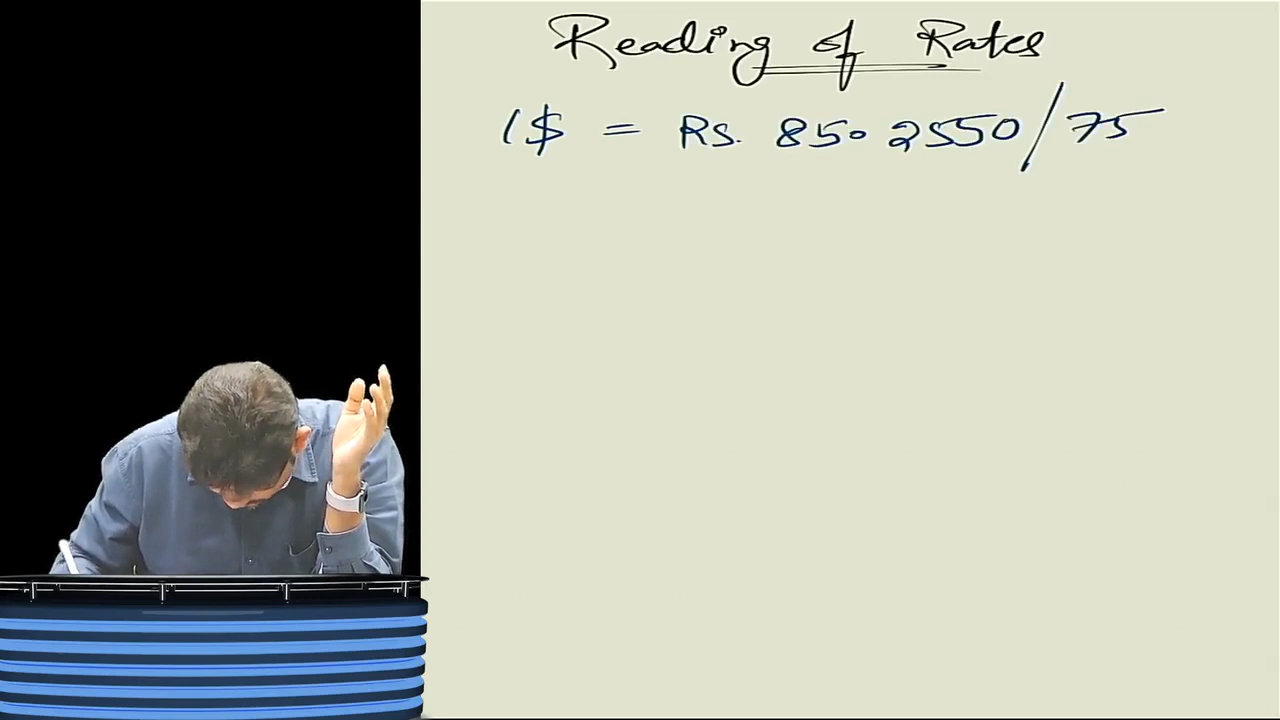 Reading of Rates
1$ = Rs. 85.2550/75